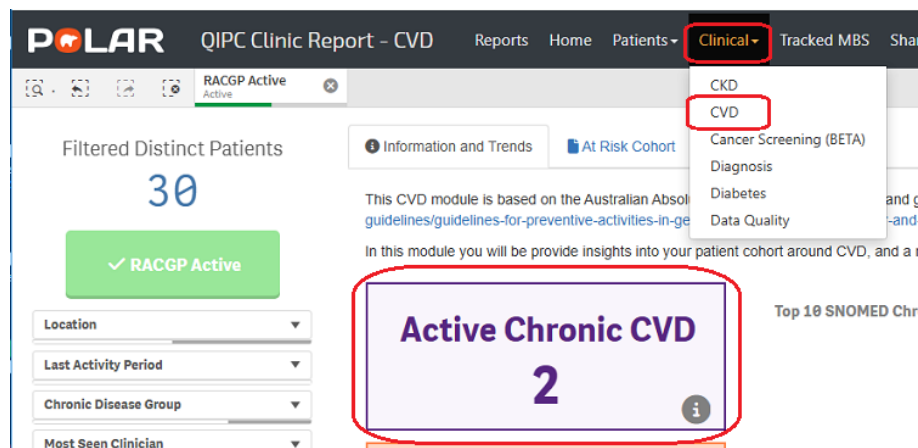 POLAR QIPC Clinic Report - CVD Reports Home Patients Clinical Tracked MBS
RACGP Active
Active
CKD
CVD
Cancer Screening (BETA)
Diagnosis
Diabetes
Data Quality
Filtered Distinct Patients
30
RACGP Active
Location
Last Activity Period
Chronic Disease Group
Most Seen Clinician
Information and Trends At Risk Cohort
This CVD module is based on the Australian and
guidelines/guidelines-for-preventive-activities-in-
In this module you will be provide insights into your patient cohort around CVD, and a
Active Chronic CVD
2
Top 10 SNOMED